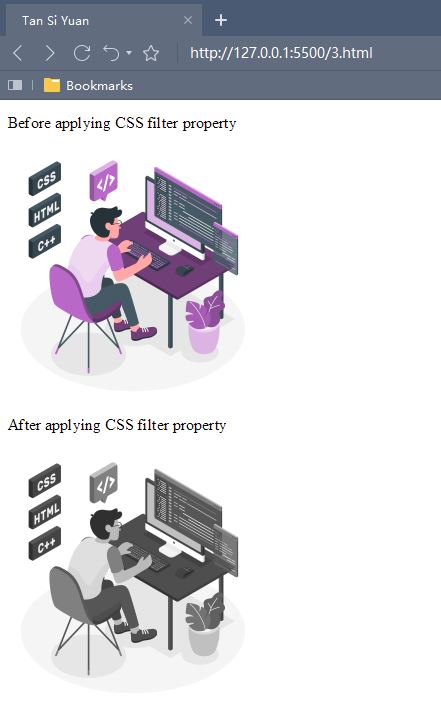 Tan Si Yuan
http://127.0.0.1:5500/3.html
Bookmarks
Before applying CSS filter property
CSS
</>
HTML
C++
After applying CSS filter property
CSS
</>
HTML
C++